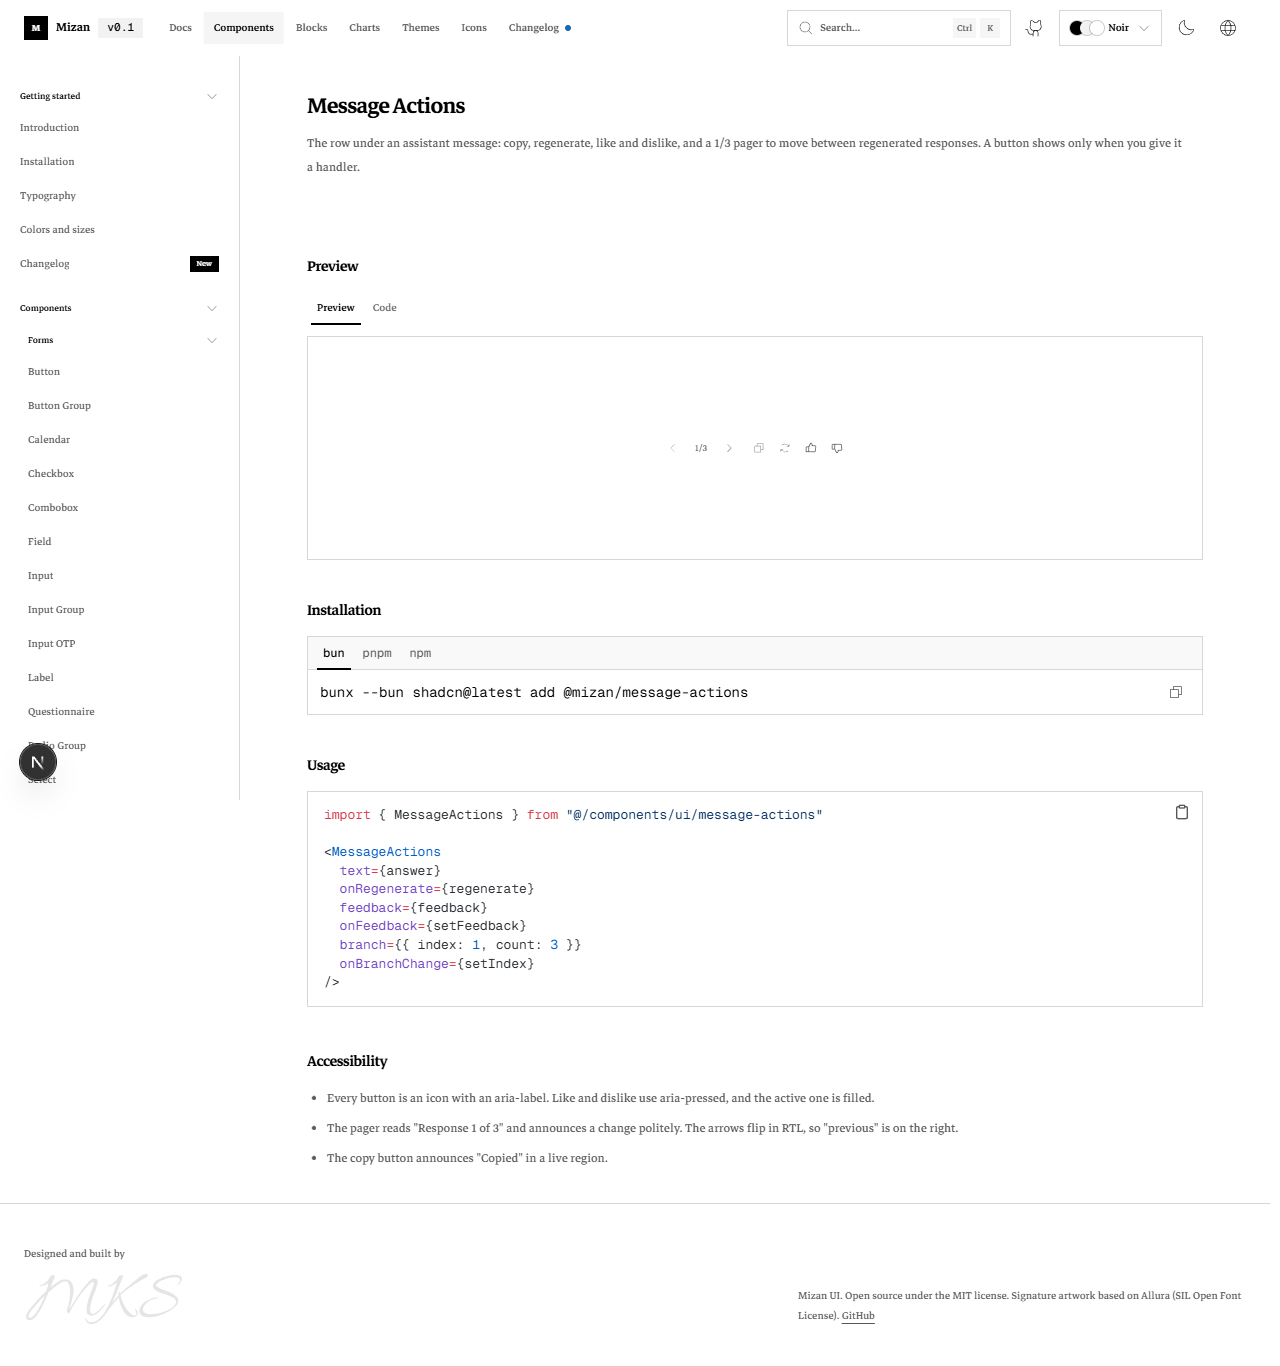 M Mizan v0.1 Docs Components Blocks Charts Themes Icons Changelog Search... Ctrl K Noir
Getting started
Introduction
Installation
Typography
Colors and sizes
Changelog New
Components
Forms
Button
Button Group
Calendar
Checkbox
Combobox
Field
Input
Input Group
Input OTP
Label
Questionnaire
Group
N
Message Actions
The row under an assistant message: copy, regenerate, like and dislike, and a 1/3 pager to move between regenerated responses. A button shows only when you give it
a handler.
Preview
Preview Code
1/3
Installation
bun pnpm npm
bunx --bun shadcn@latest add @mizan/message-actions
Usage
import { MessageActions } from "@/components/ui/message-actions"
<MessageActions
text={answer}
onRegenerate={regenerate}
feedback={feedback}
onFeedback={setFeedback}
branch={{ index: 1, count: 3 }}
onBranchChange={setIndex}
/>
Accessibility
Every button is an icon with an aria-label. Like and dislike use aria-pressed, and the active one is filled.
The pager reads "Response 1 of 3" and announces a change politely. The arrows flip in RTL, so "previous" is on the right.
The copy button announces "Copied" in a live region.
Designed and built by
MKS
Mizan UI. Open source under the MIT license. Signature artwork based on Allura (SIL Open Font
License). GitHub